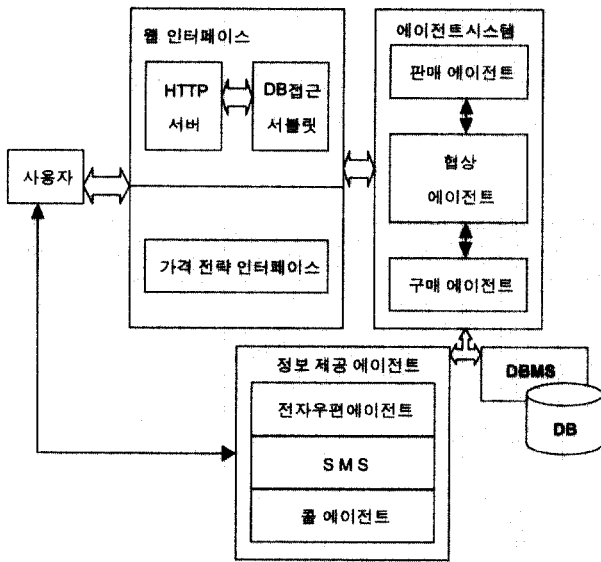 웹 인터페이스
HTTP
서버
DB접근
서블릿
가격 전략 인터페이스
사용자
에이전트시스템
판매 에이전트
협상
에이전트
구매 에이전트
정보 제공 에이전트
전자우편에이전트
S M S
콜 에이전트
DBMS
DB